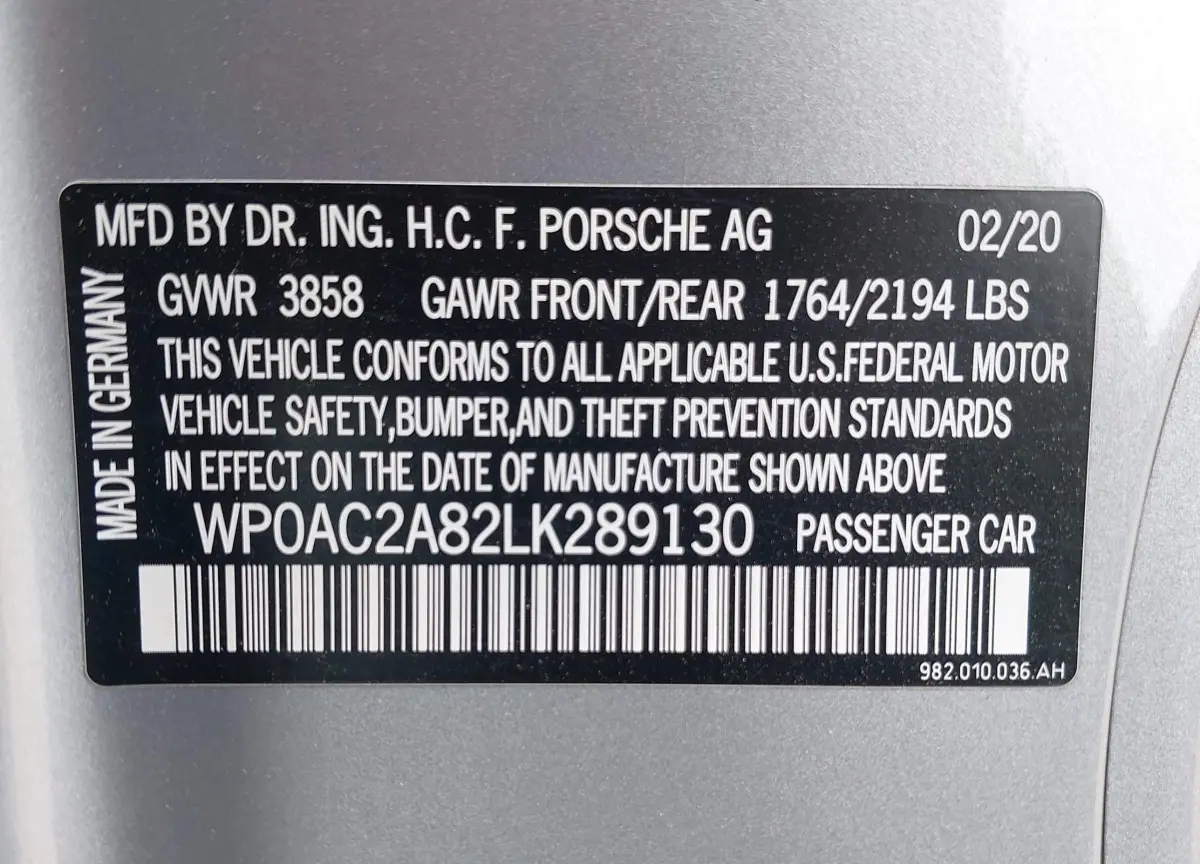 MFD BY DR. ING. H.C. F. PORSCHE AG 02/20
GVWR 3858 GAWR FRONT/REAR 1764/2194 LBS
THIS VEHICLE CONFORMS TO ALL APPLICABLE U.S.FEDERAL MOTOR
VEHICLE SAFETY,BUMPER,AND THEFT PREVENTION STANDARDS
IN EFFECT ON THE DATE OF MANUFACTURE SHOWN ABOVE
WP0AC2A82LK289130 PASSENGER CAR
982.010.036.AH
MADE IN GERMANY